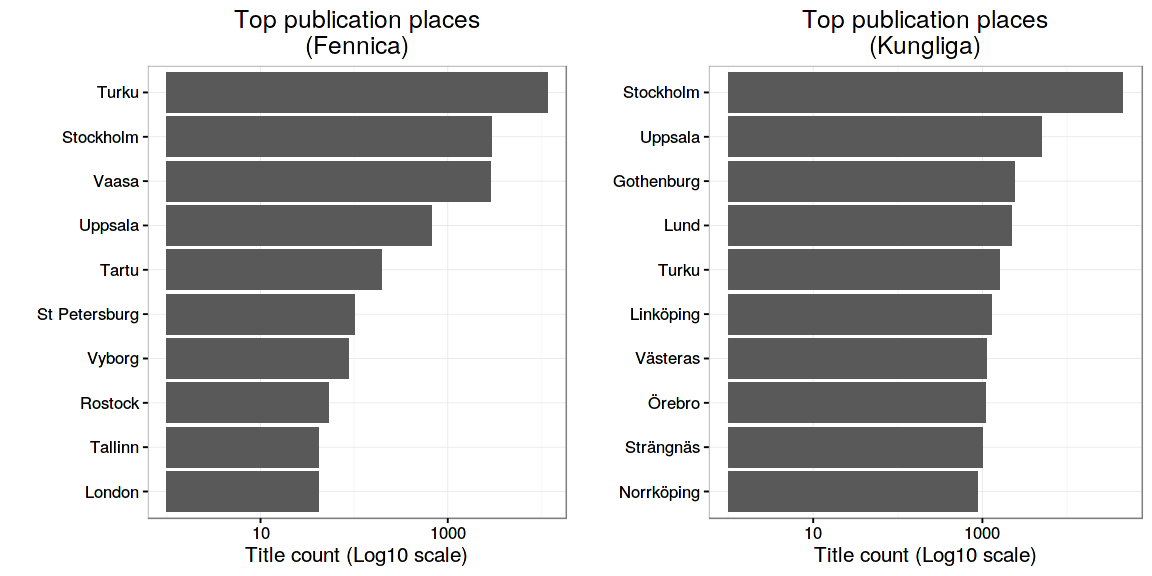 Top publication places
(Fennica)
Turku
Stockholm
Vaasa
Uppsala
Tartu
St Petersburg
Vyborg
Rostock
Tallinn
London
10
1000
Title count (Log10 scale)
Top publication places
(Kungliga)
Stockholm
Uppsala
Gothenburg
Lund
Turku
Linköping
Västeras
Örebro
Strängnäs
Norrköping
10
1000
Title count (Log10 scale)